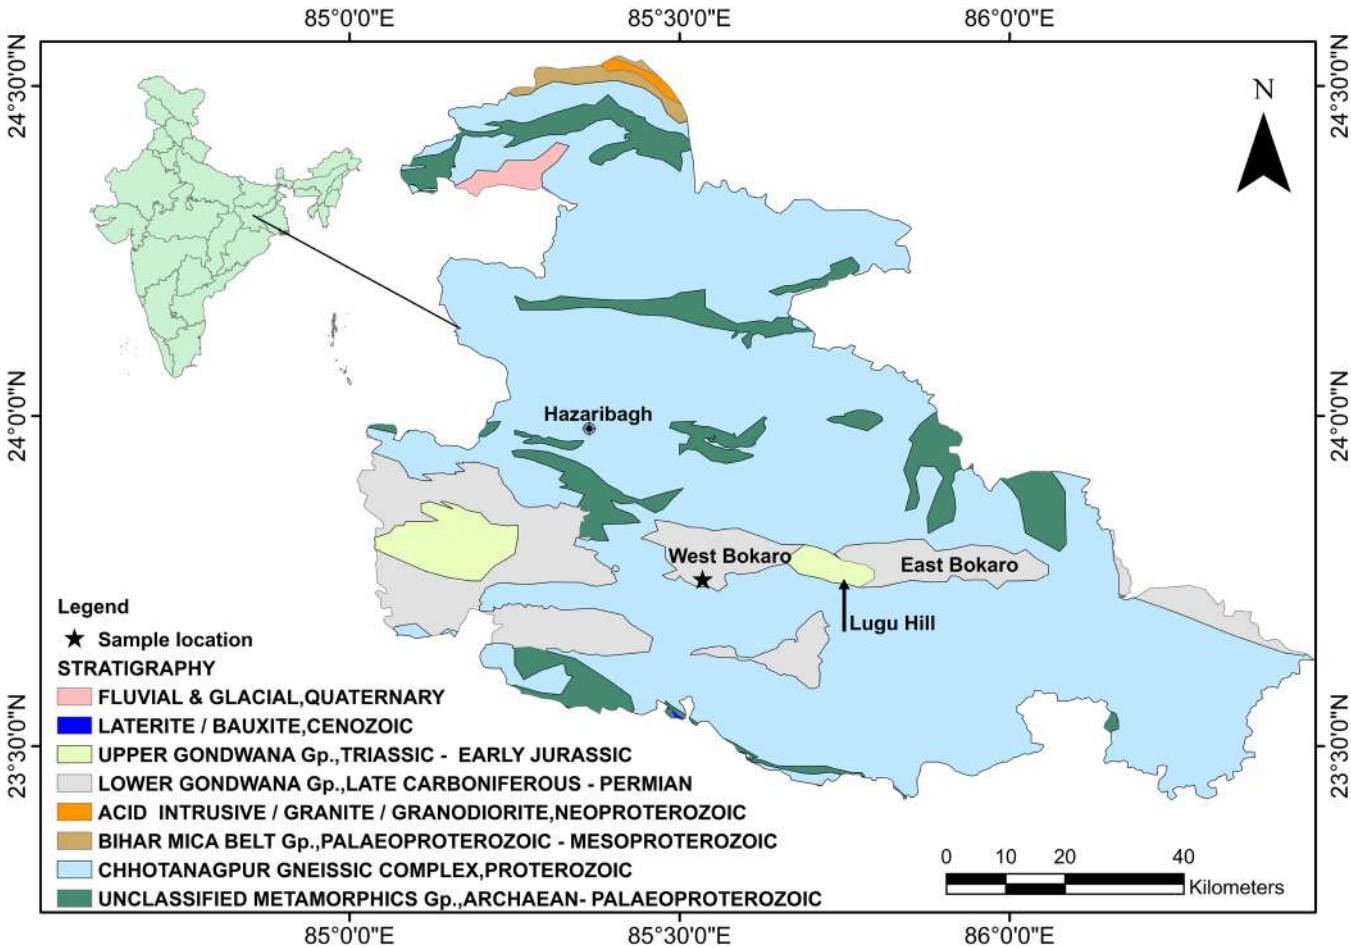 85°0'0"E 85°30'0"E 86°0'0"E
24°30'0"N
24°30'0"N
N
24°0'0"N
24°0'0"N
Hazaribagh
West Bokaro
East Bokaro
Lugu Hill
23°30'0"N
23°30'0"N
Legend
Sample location
STRATIGRAPHY
FLUVIAL & GLACIAL,QUATERNARY
LATERITE / BAUXITE,CENOZOIC
UPPER GONDWANA Gp.,TRIASSIC - EARLY JURASSIC
LOWER GONDWANA Gp.,LATE CARBONIFEROUS - PERMIAN
ACID INTRUSIVE / GRANITE / GRANODIORITE,NEOPROTEROZOIC
BIHAR MICA BELT Gp.,PALAEOPROTEROZOIC - MESOPROTEROZOIC
CHHOTANAGPUR GNEISSIC COMPLEX,PROTEROZOIC
UNCLASSIFIED METAMORPHICS Gp.,ARCHAEAN- PALAEOPROTEROZOIC
0 10 20 40
Kilometers
85°0'0"E 85°30'0"E 86°0'0"E